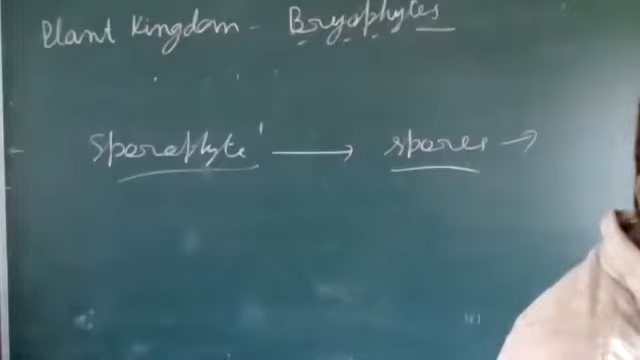 Plant Kingdom - Bryophytes
Sporophyte' → spores →